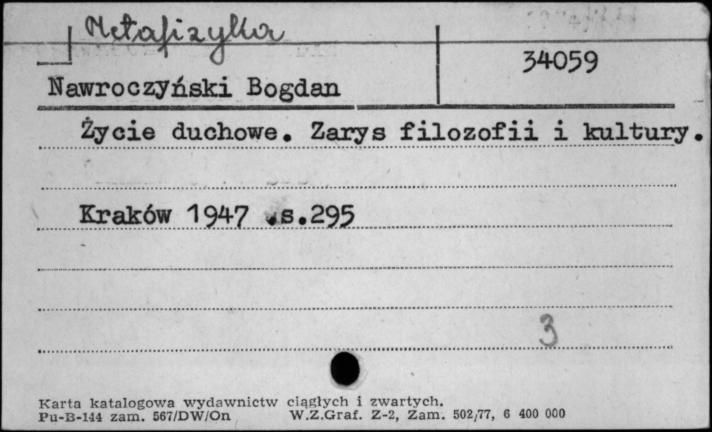 Metafizyka
34059
Nawroczyński Bogdan
Życie duchowe. Zarys filozofii i kultury.
Kraków 1947 .s.295
3
Karta katalogowa wydawnictw ciągłych i zwartych.
Pu-B-144 zam. 567/DW/On W.Z.Graf. Z-2, Zam. 502/77, 6 400 000